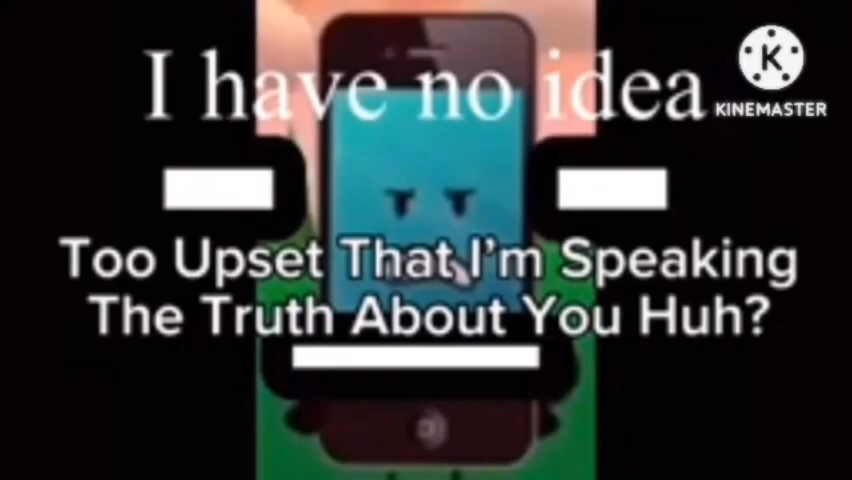 I have no idea
KINEMASTER
Too Upset That I'm Speaking
The Truth About You Huh?